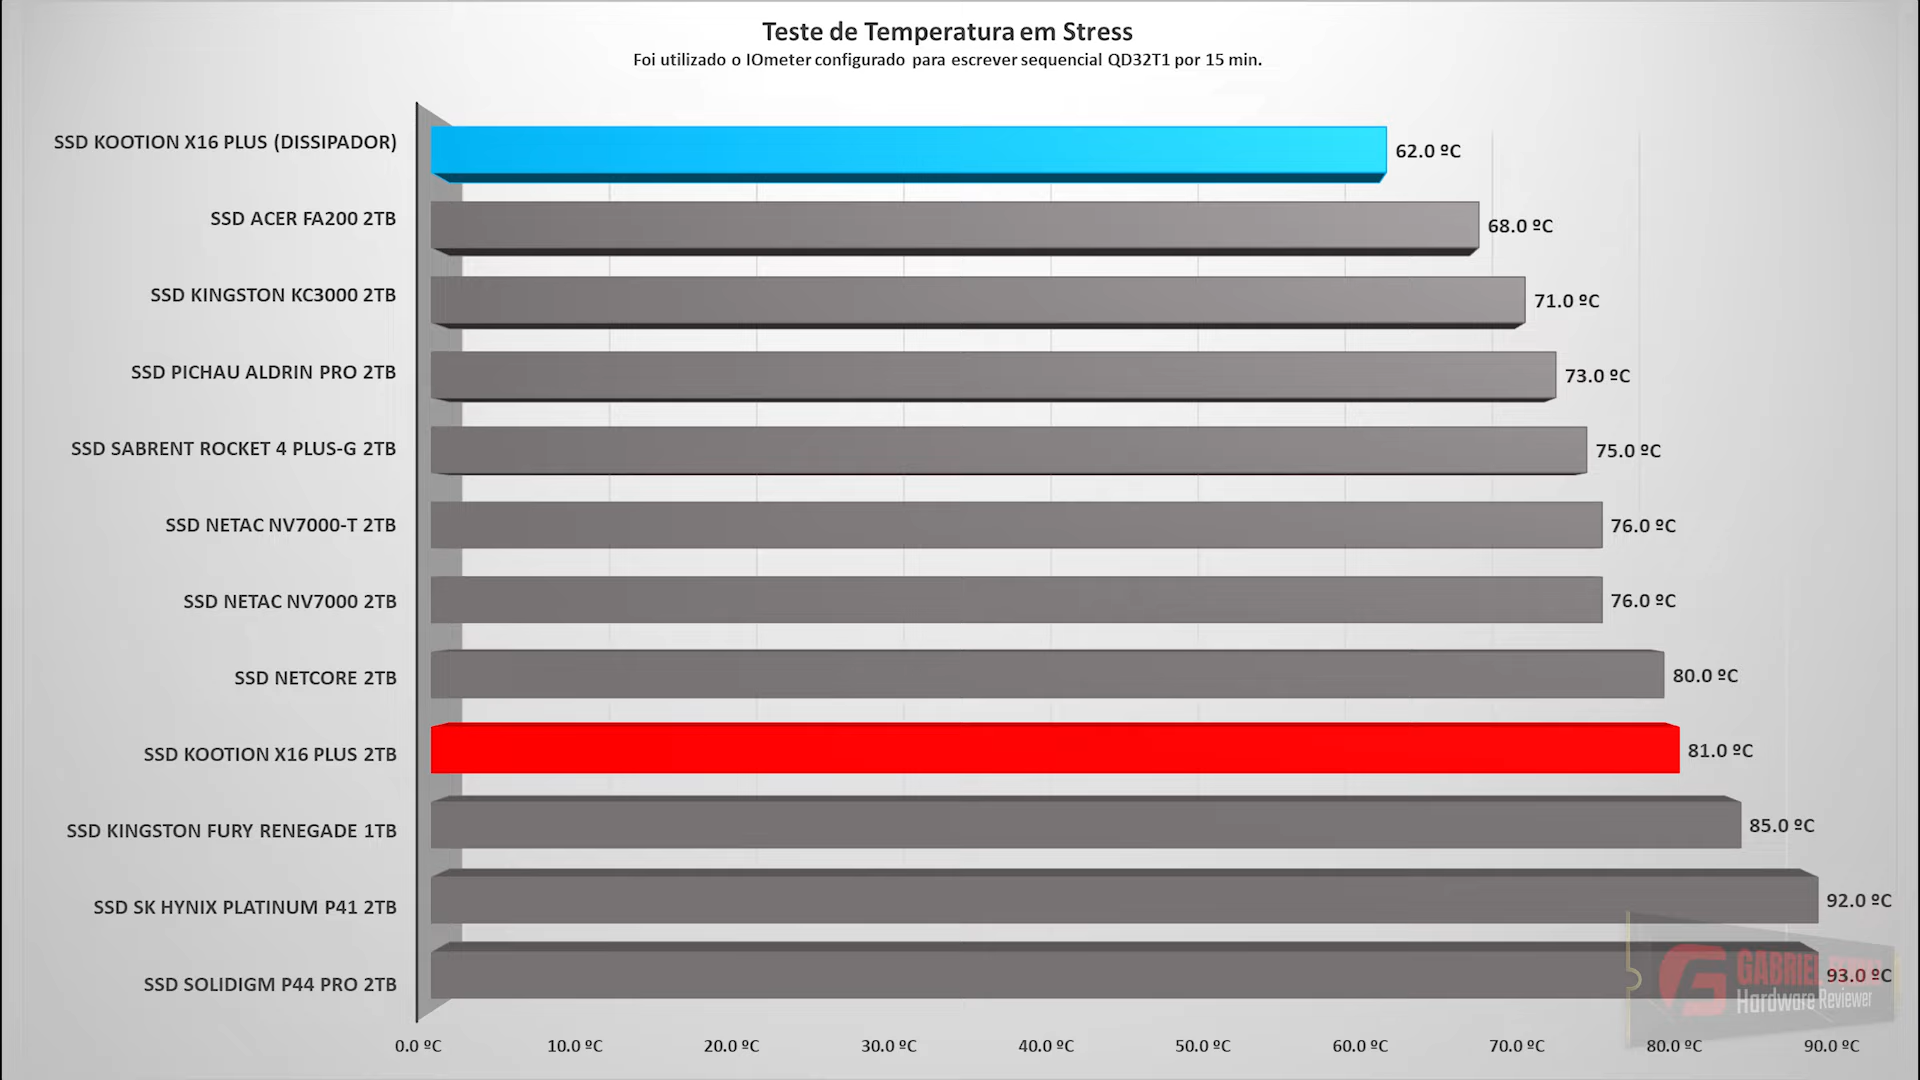 Teste de Temperatura em Stress
Foi utilizado o IOmeter configurado para escrever sequencial QD32T1 por 15 min.
SSD KOOTION X16 PLUS (DISSIPADOR) 62.0 ºC
SSD ACER FA200 2TB 68.0 ºC
SSD KINGSTON KC3000 2TB 71.0 ºC
SSD PICHAU ALDRIN PRO 2TB 73.0 ºC
SSD SABRENT ROCKET 4 PLUS-G 2TB 75.0 ºC
SSD NETAC NV7000-T 2TB 76.0 ºC
SSD NETAC NV7000 2TB 76.0 ºC
SSD NETCORE 2TB 80.0 ºC
SSD KOOTION X16 PLUS 2TB 81.0 ºC
SSD KINGSTON FURY RENEGADE 1TB 85.0 ºC
SSD SK HYNIX PLATINUM P41 2TB 92.0 ºC
SSD SOLIDIGM P44 PRO 2TB 93.0 ºC
GABRIEL
Hardware Reviewer
0.0 ºC 10.0 ºC 20.0 ºC 30.0 ºC 40.0 ºC 50.0 ºC 60.0 ºC 70.0 ºC 80.0 ºC 90.0 ºC